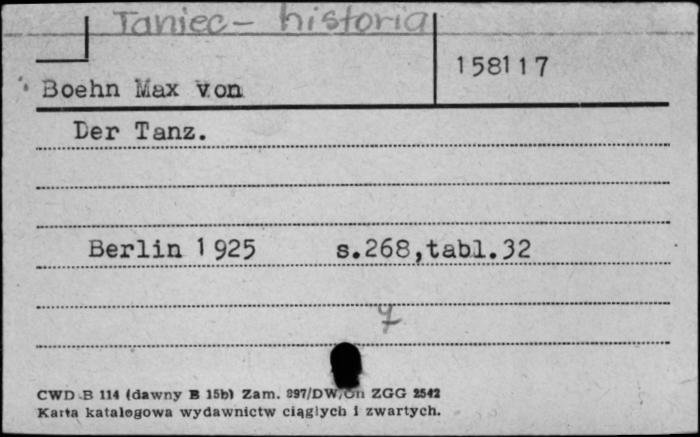 Taniec - historia
158117
Boehn Max von
Der Tanz.
Berlin 1925 s.268,tabl.32
CWD B 114 (dawny B 15b) Zam. 897/DW/Gn ZGG 2542
Karta katalogowa wydawnictw ciągłych i zwartych.